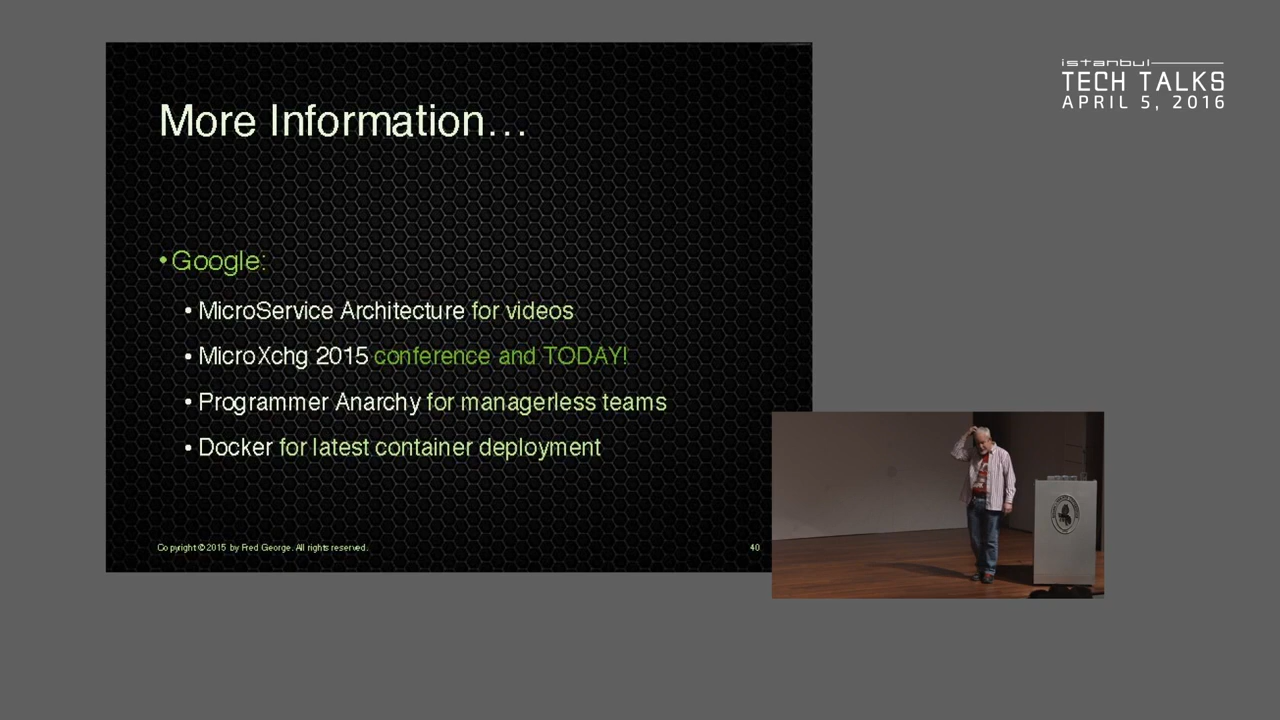 istanbul
TECH TALKS
APRIL 5, 2016
More Information...
• Google:
• MicroService Architecture for videos
• MicroXchg 2015 conference and TODAY!
• Programmer Anarchy for managerless teams
• Docker for latest container deployment
Copyright © 2015 by Fred George. All rights reserved.
40